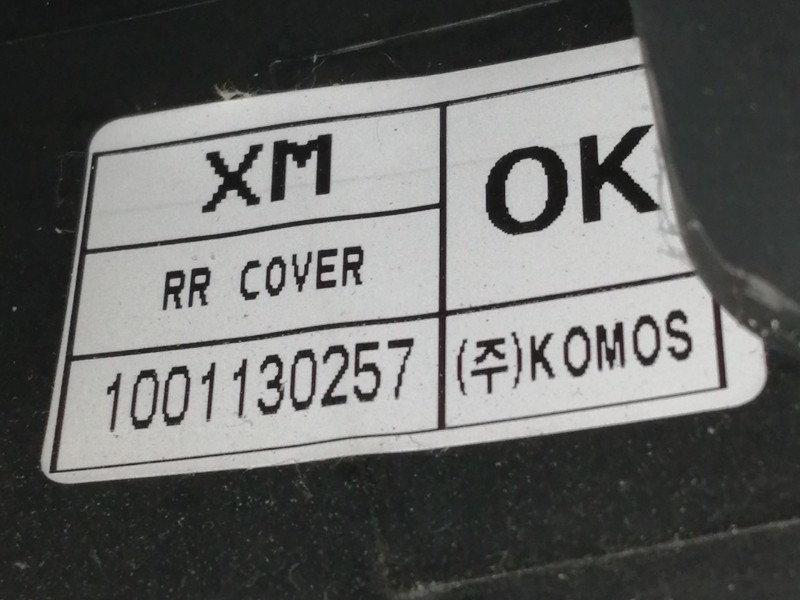 XM
OK
RR COVER
1001130257
(주)KOMOS